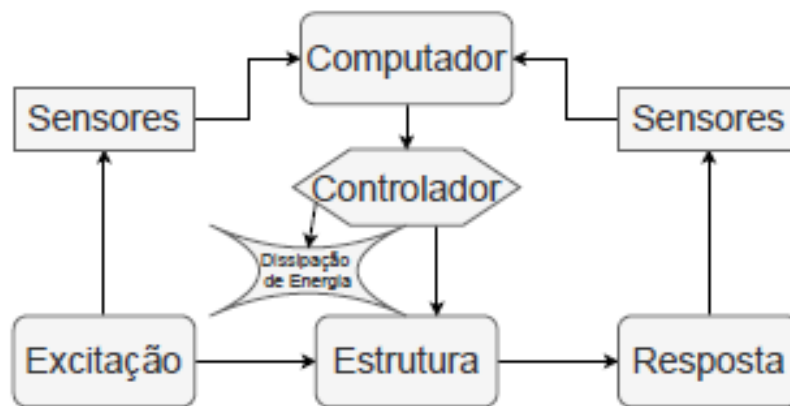 Computador
Sensores
Sensores
Controlador
Dissipação
de Energia
Excitação
Estrutura
Resposta